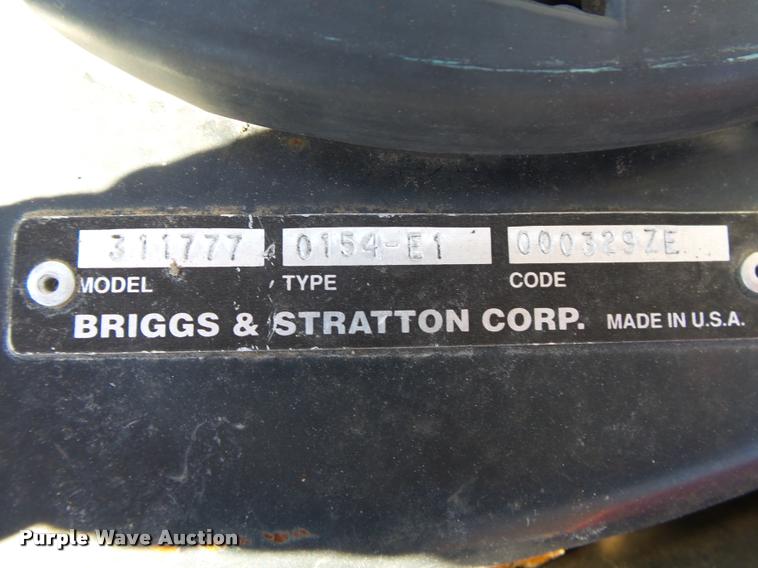 311777 0154-E1 000329ZE
MODEL TYPE CODE
BRIGGS & STRATTON CORP. MADE IN U.S.A.
Purple Wave Auction